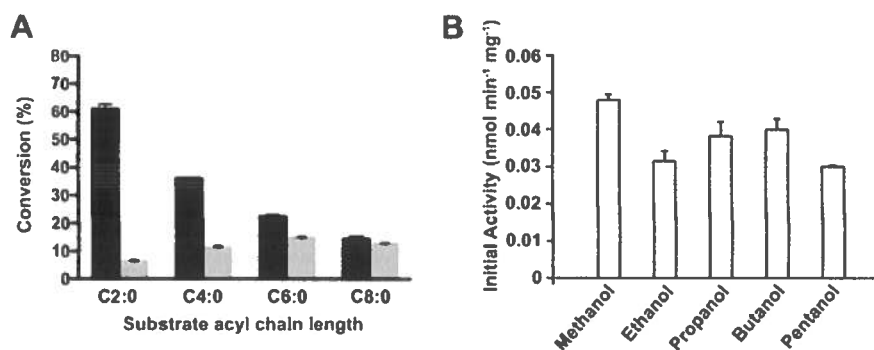 A
Conversion (%)
80
70
60
50
40
30
20
10
0
C2:0 C4:0 C6:0 C8:0
Substrate acyl chain length
B
Initial Activity (nmol min⁻¹ mg⁻¹)
0.06
0.05
0.04
0.03
0.02
0.01
0
Methanol
Ethanol
Propanol
Butanol
Pentanol